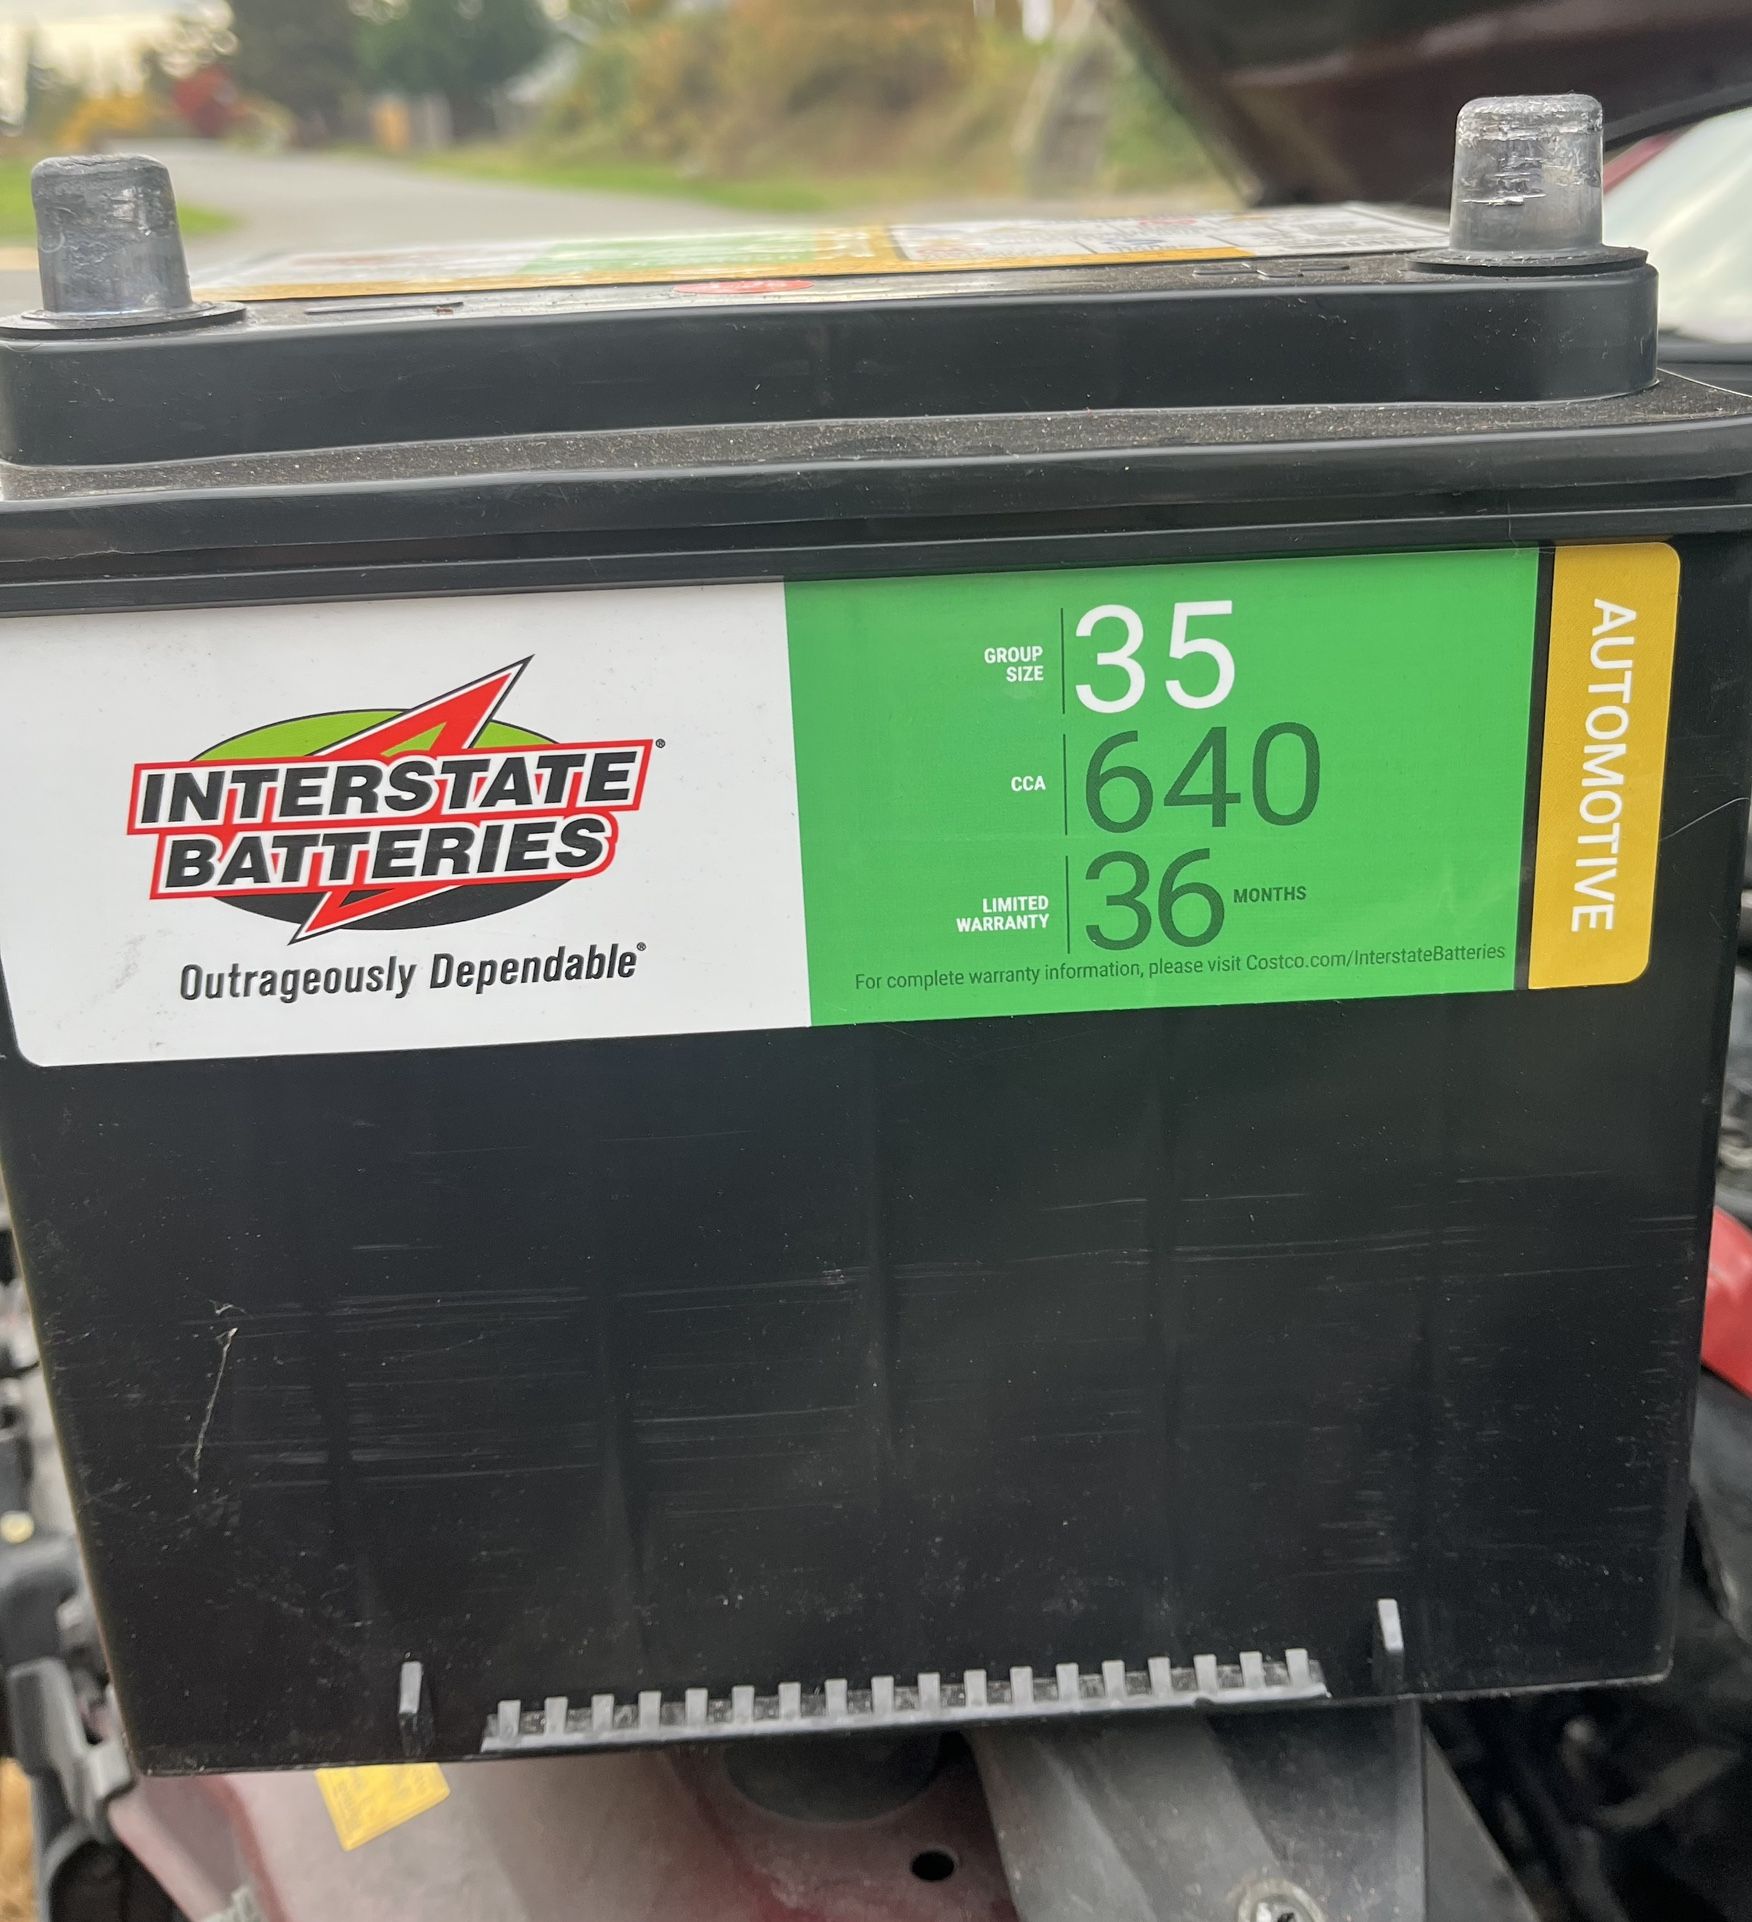 INTERSTATE®
BATTERIES
Outrageously Dependable®
GROUP
SIZE
35
CCA
640
LIMITED
WARRANTY
36 MONTHS
For complete warranty information, please visit Costco.com/InterstateBatteries
AUTOMOTIVE